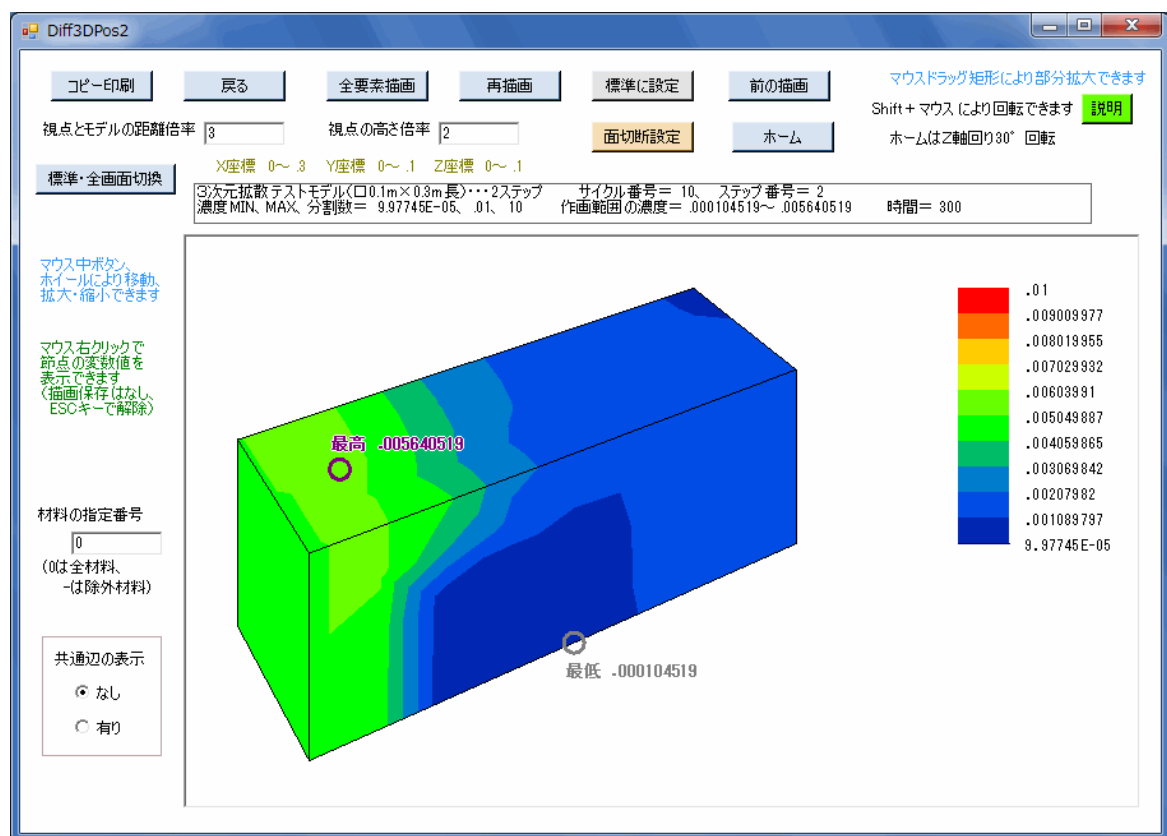 Diff3DPos2
コピー印刷 戻る 全要素描画 再描画 標準に設定 前の描画 マウスドラッグ矩形により部分拡大できます
Shift+マウス により回転できます 説明
視点とモデルの距離倍率 3 視点の高さ倍率 2 面切断設定 ホーム ホームはZ軸回り30° 回転
X座標 0～ .3 Y座標 0～ .1 Z座標 0～ .1
標準・全画面切換
3次元拡散テストモデル(口0.1m×0.3m長)・・・2ステップ サイクル番号= 10、 ステップ番号= 2
濃度MIN、MAX、分割数= 9.97745E-05、 .01、 10 作画範囲の濃度= .000104519～ .005640519 時間= 300
マウス中ボタン、
ホイールにより移動、
拡大・縮小できます
マウス右クリックで
節点の変数値を
表示できます
(描画保存はなし、
ESCキーで解除)
材料の指定番号
0
(0は全材料、
-は除外材料)
共通辺の表示
なし
有り
最高 .005640519
最低 .000104519
.01
.009009977
.008019955
.007029932
.00603991
.005049887
.004059865
.003069842
.00207982
.001089797
9.97745E-05